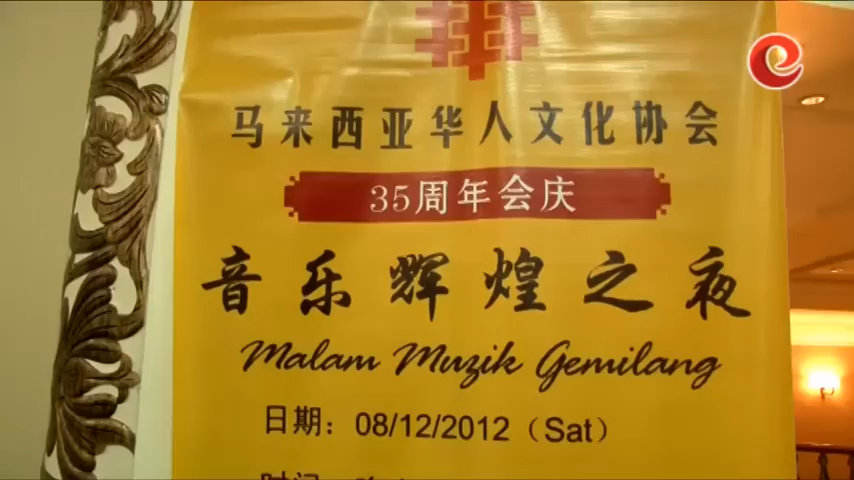 马来西亚华人文化协会
35周年会庆
音乐辉煌之夜
Malam Muzik Gemilang
日期：08/12/2012（Sat）